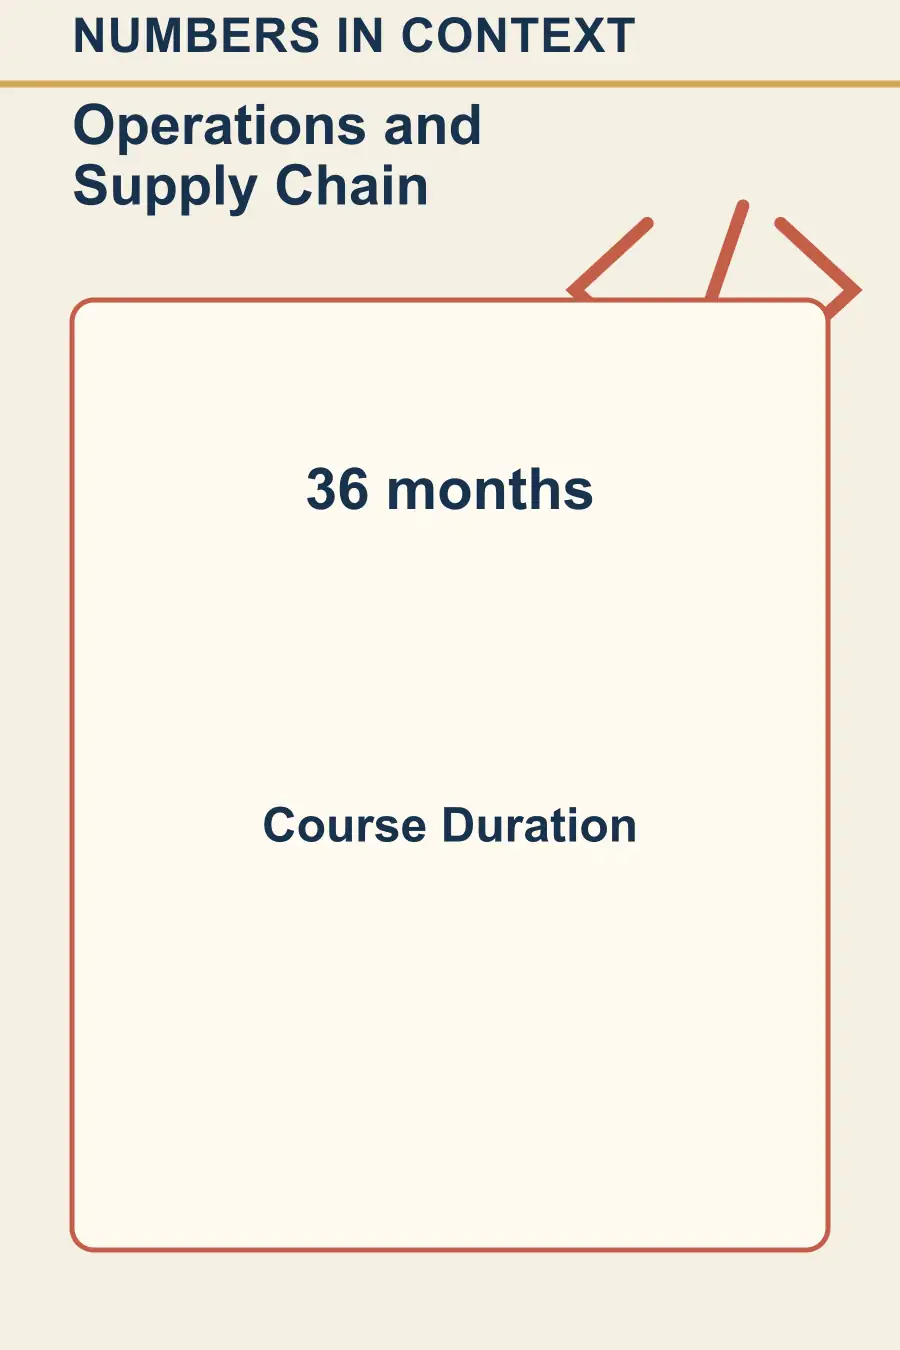 NUMBERS IN CONTEXT
Operations and
Supply Chain
36 months
Course Duration